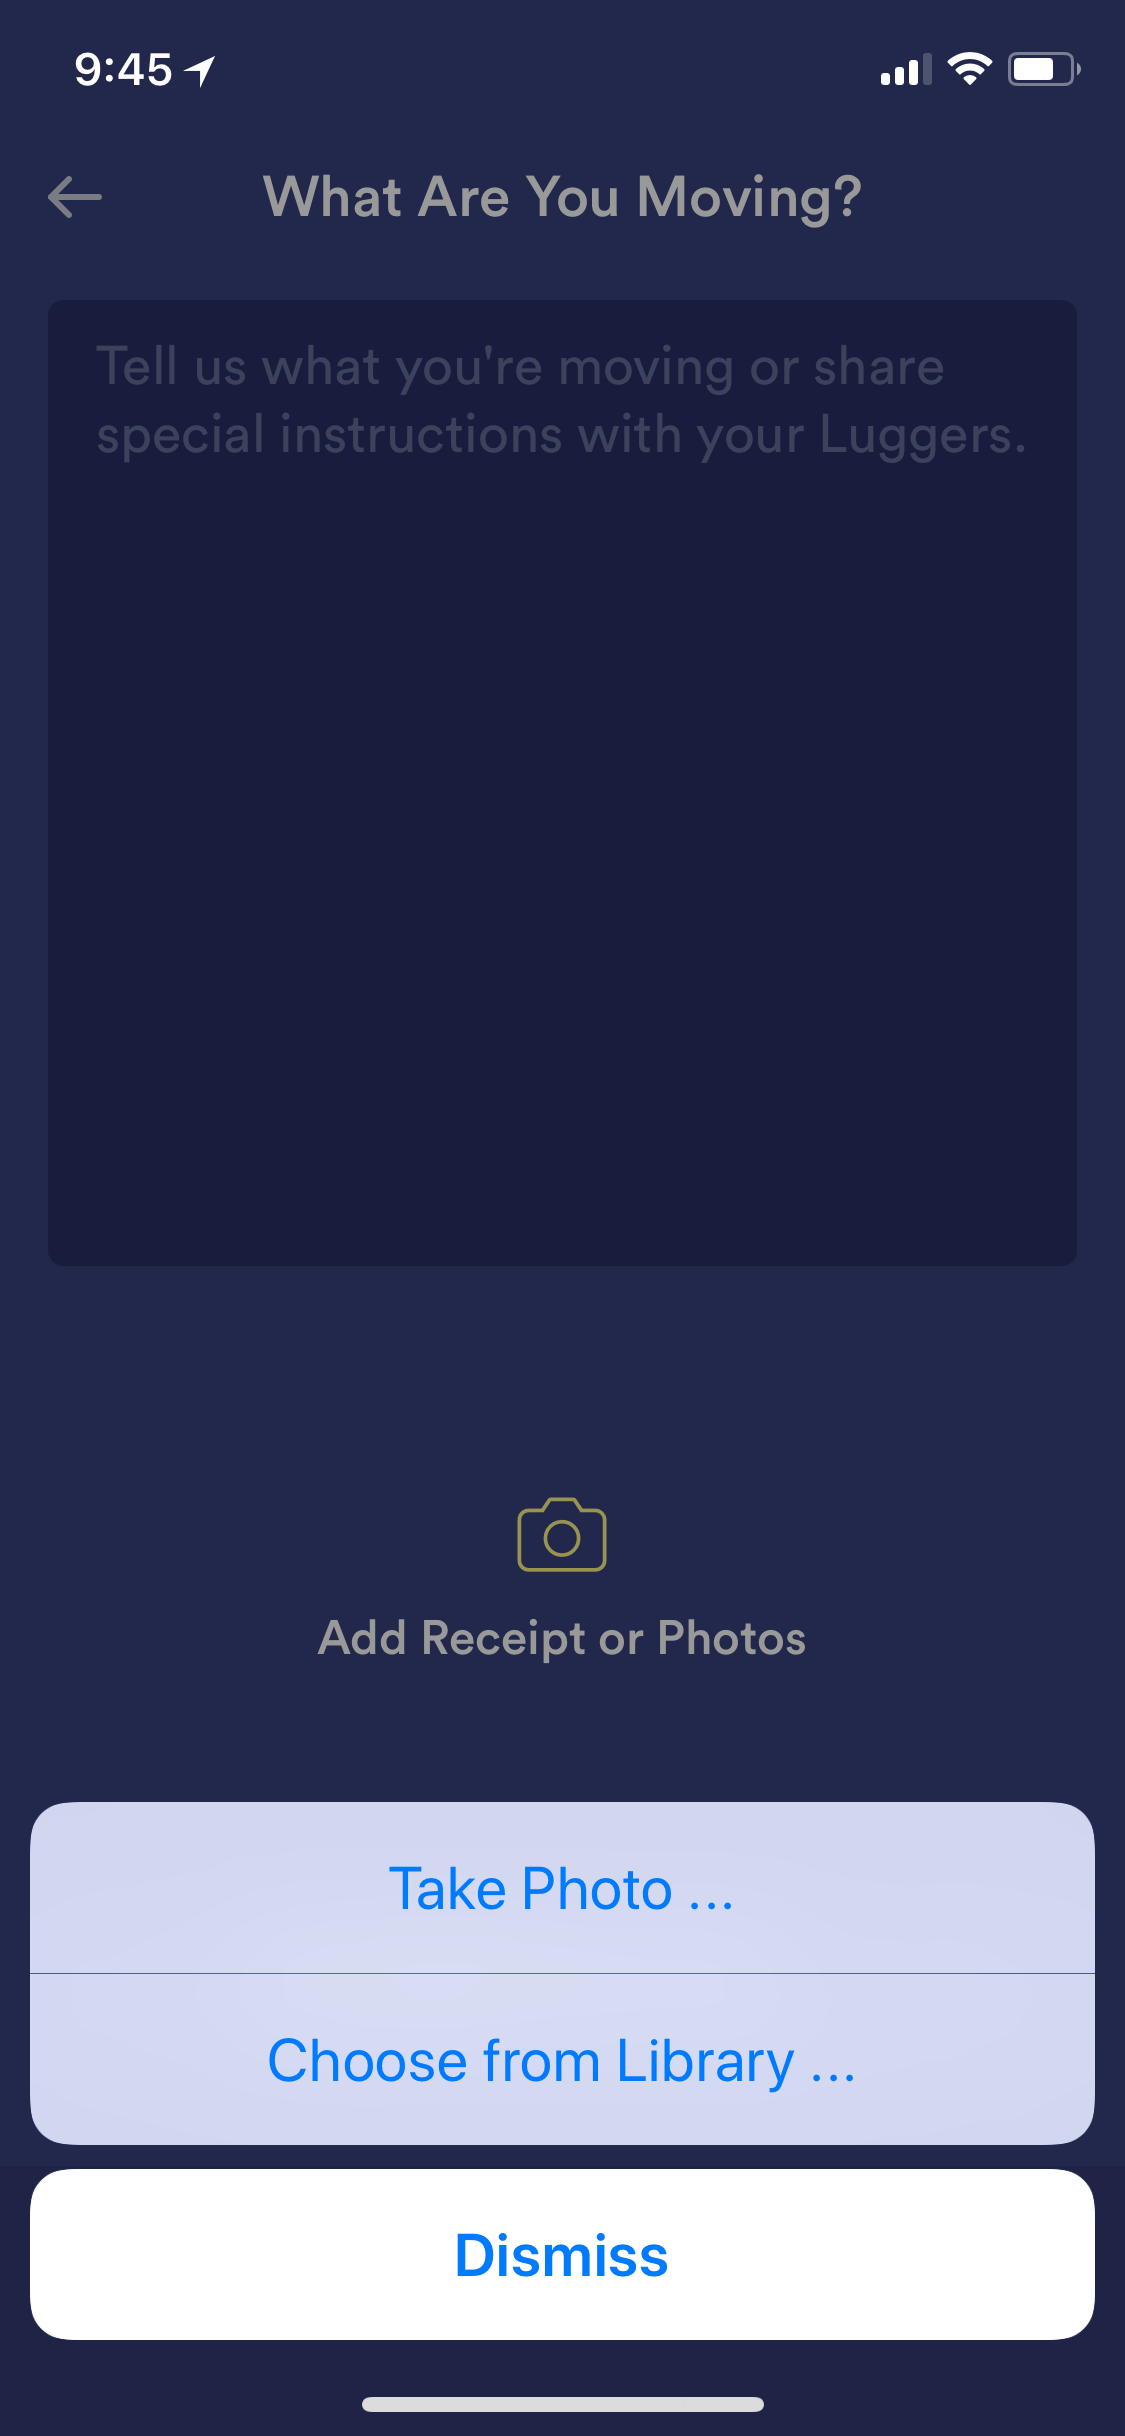 9:45
What Are You Moving?
Tell us what you're moving or share
special instructions with your Luggers.
Add Receipt or Photos
Take Photo ...
Choose from Library ...
Dismiss